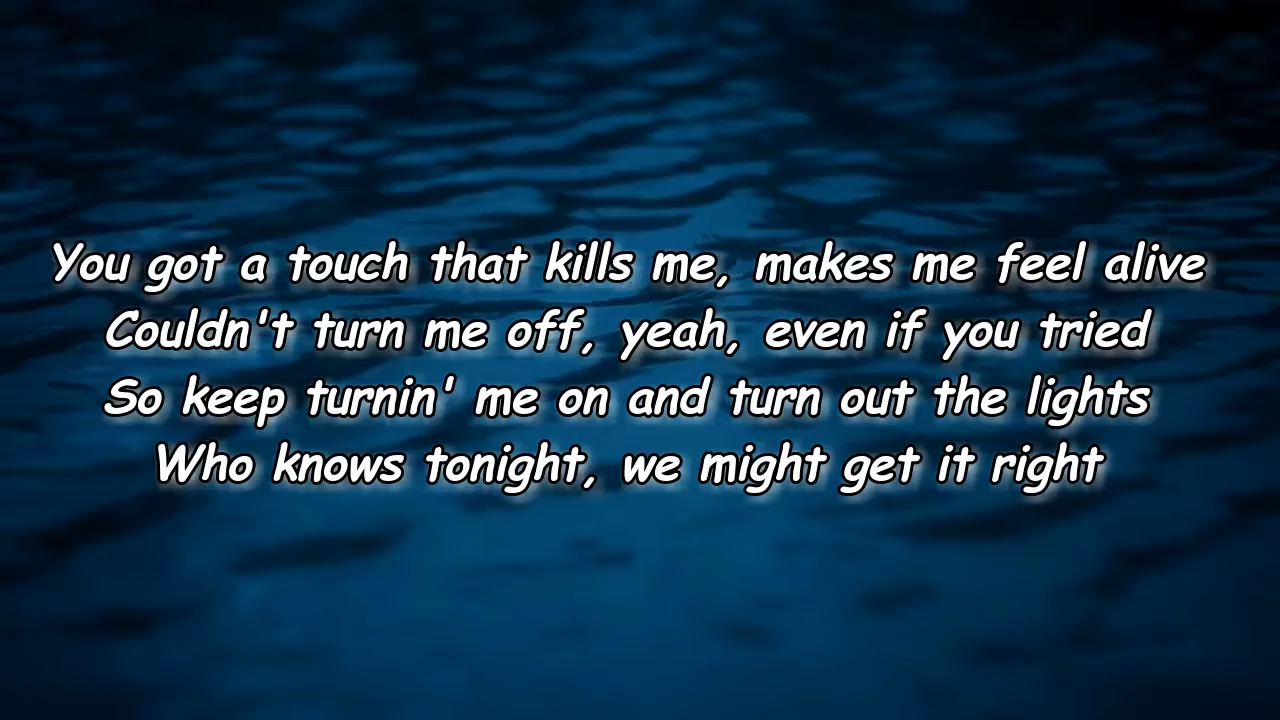 You got a touch that kills me, makes me feel alive
Couldn't turn me off, yeah, even if you tried
So keep turnin' me on and turn out the lights
Who knows tonight, we might get it right